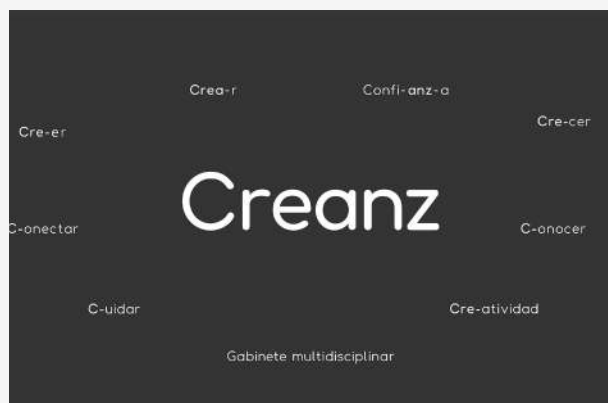 Crea-r
Confi-anz-a
Cre-er
Cre-cer
Creanz
C-onectar
C-onocer
C-uidar
Cre-atividad
Gabinete multidisciplinar